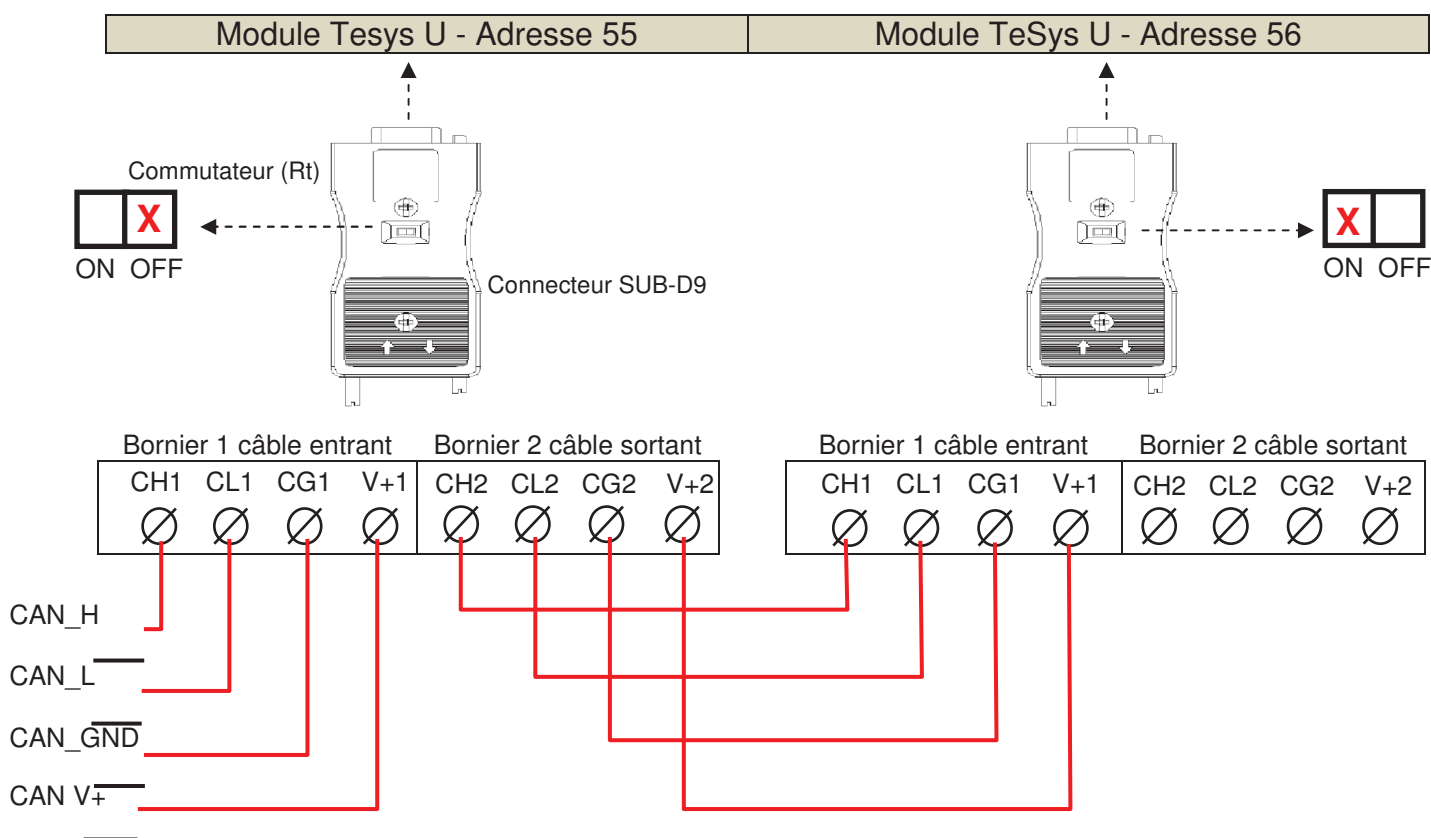 Module Tesys U - Adresse 55
Module TeSys U - Adresse 56
Commutateur (Rt)
X
ON OFF
Connecteur SUB-D9
X
ON OFF
Bornier 1 câble entrant
Bornier 2 câble sortant
Bornier 1 câble entrant
Bornier 2 câble sortant
CH1 CL1 CG1 V+1
CH2 CL2 CG2 V+2
CH1 CL1 CG1 V+1
CH2 CL2 CG2 V+2
CAN_H
CAN_L
CAN_GND
CAN V+